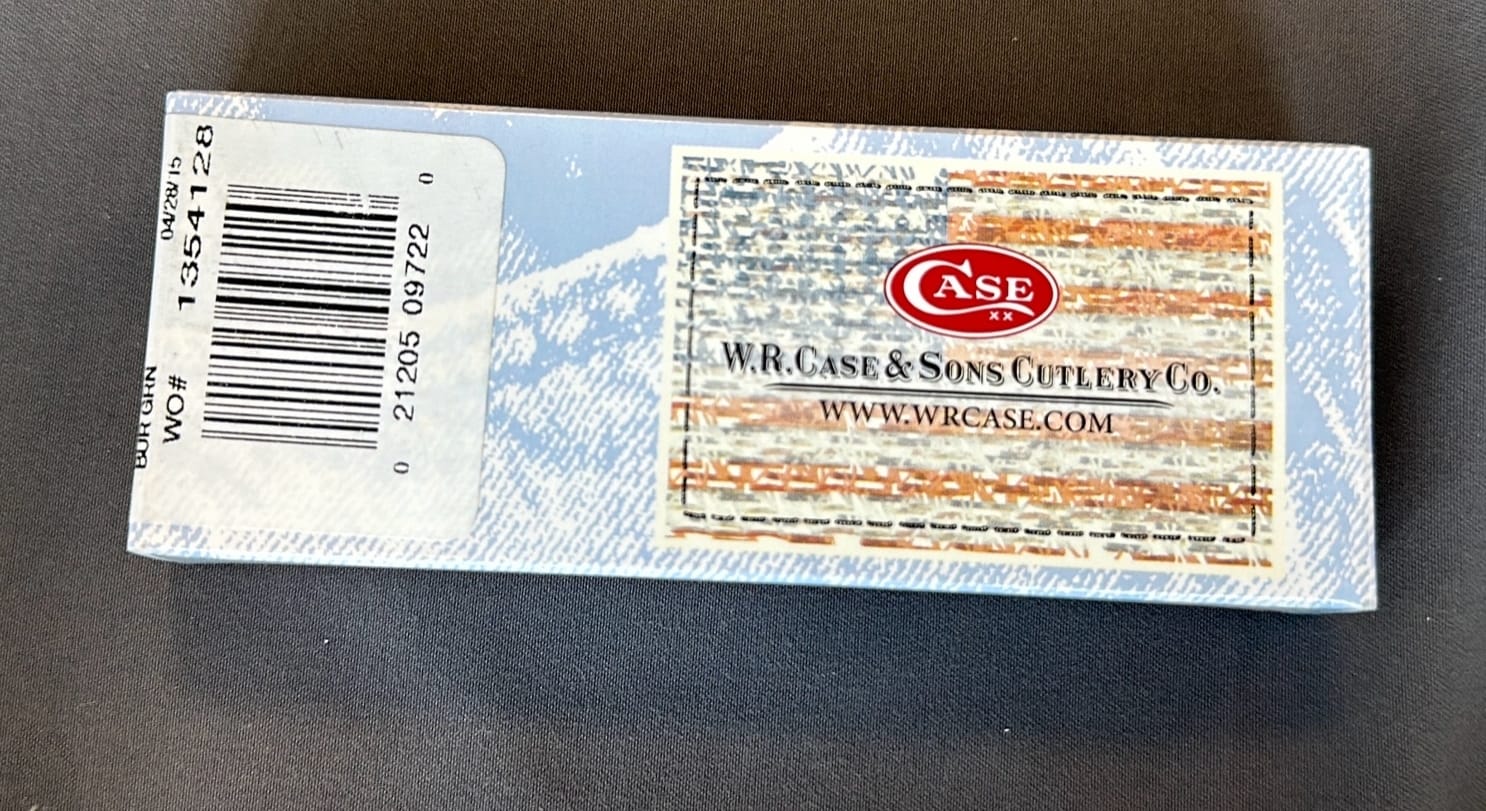 BUR GRN 04/28/15
WO# 1354128
0 21205 09722 0
CASE
XX
W.R.CASE & SONS CUTLERY CO.
WWW.WRCASE.COM